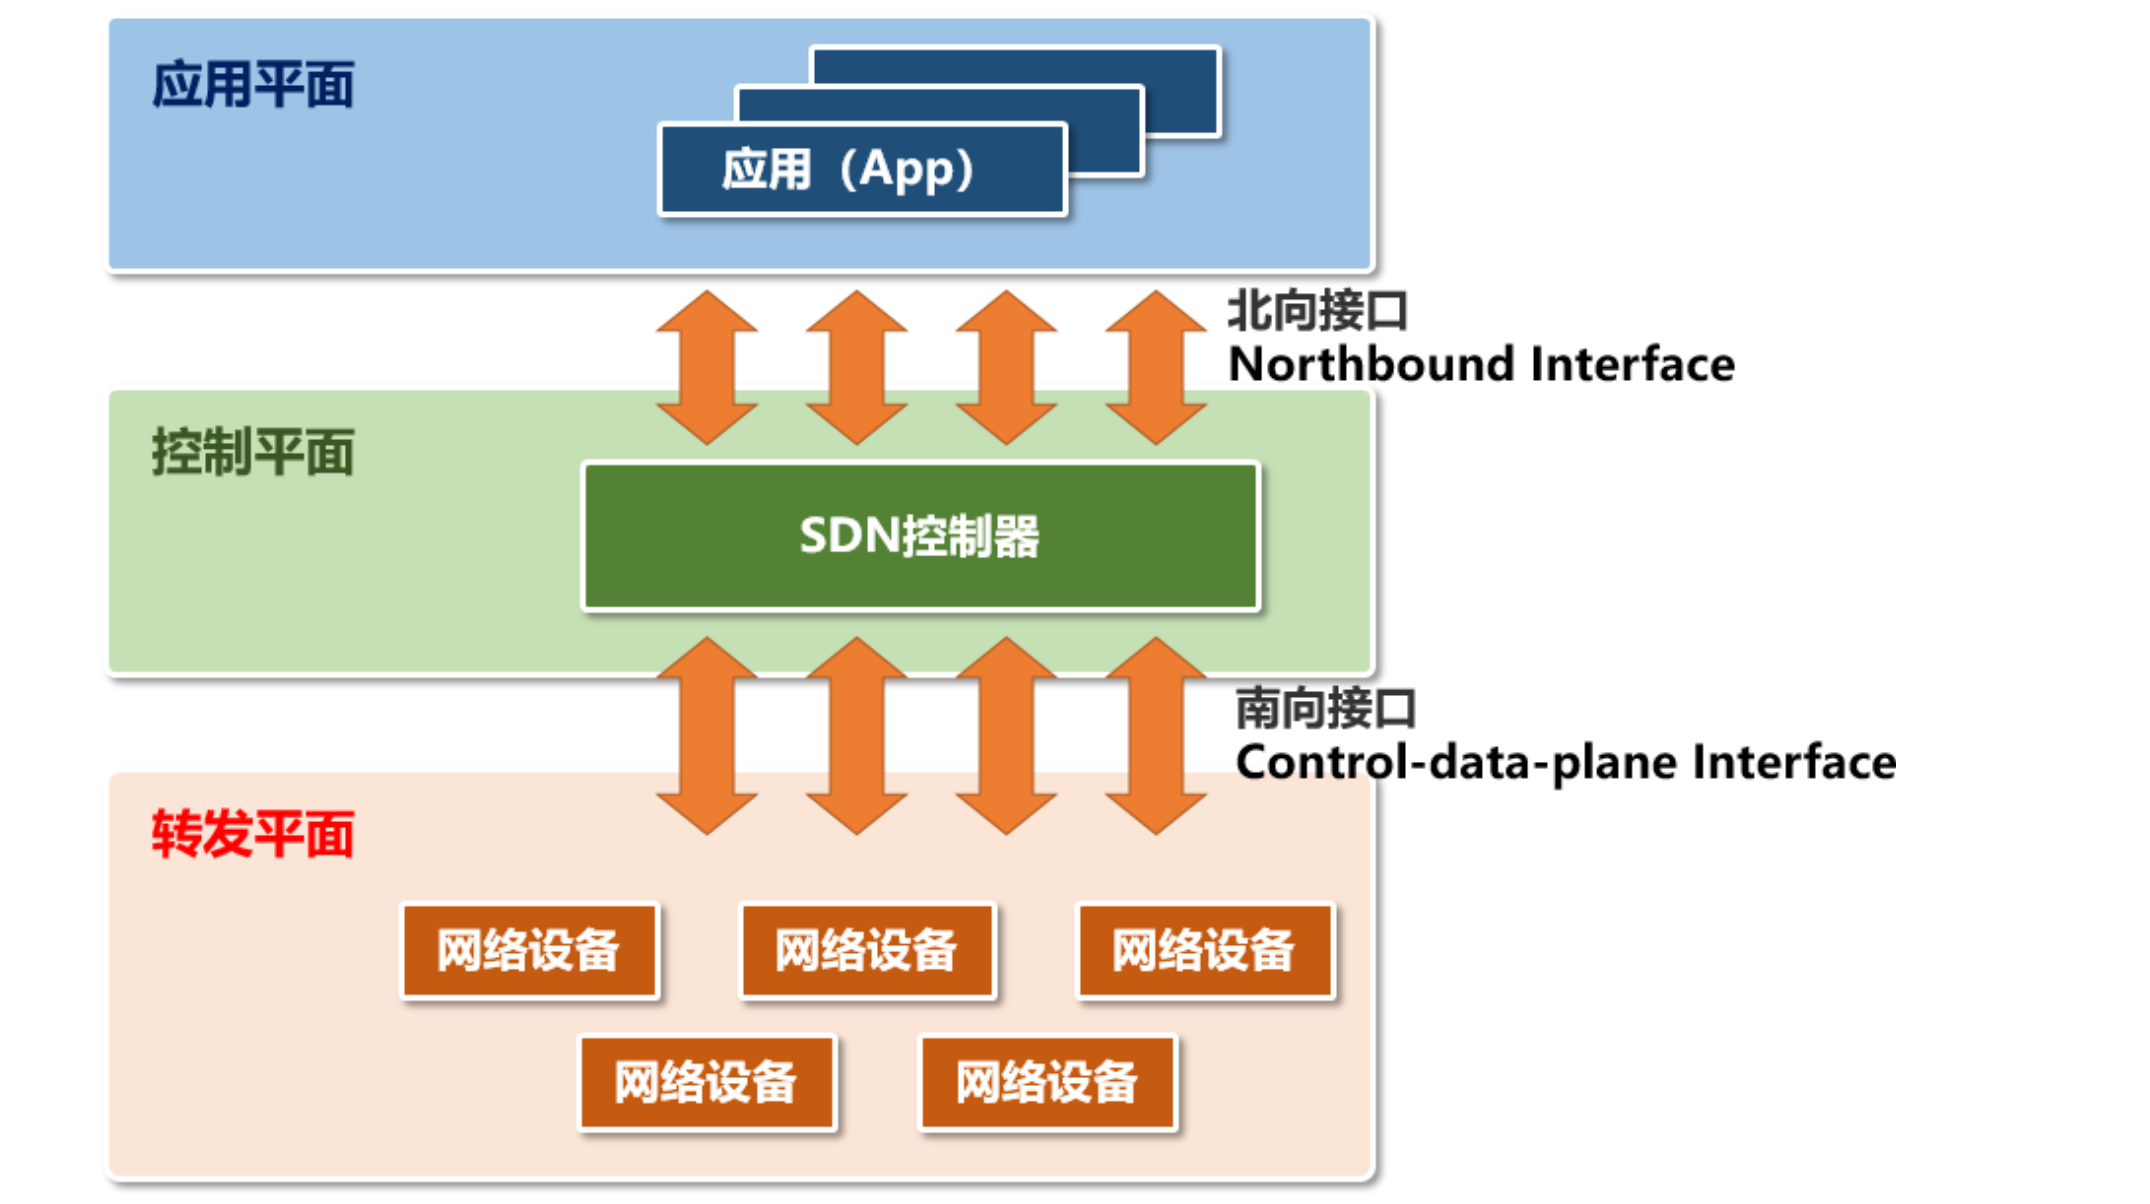 应用平面
应用（App）
北向接口
Northbound Interface
控制平面
SDN控制器
南向接口
Control-data-plane Interface
转发平面
网络设备
网络设备
网络设备
网络设备
网络设备